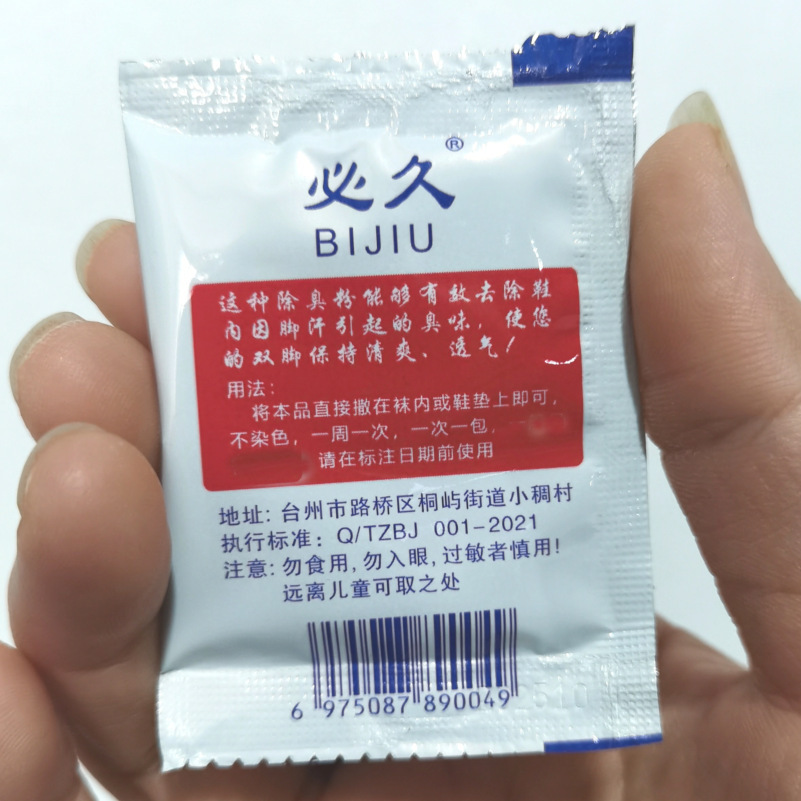 必久®
BIJIU
这种除臭粉能够有效去除鞋
内因脚汗引起的臭味，使您
的双脚保持清爽、透气！
用法：
将本品直接撒在袜内或鞋垫上即可，
不染色，一周一次，一次一包，
请在标注日期前使用
地址：台州市路桥区桐屿街道小稠村
执行标准：Q/TZBJ 001-2021
注意：勿食用，勿入眼，过敏者慎用！
远离儿童可取之处
6 975087 890049